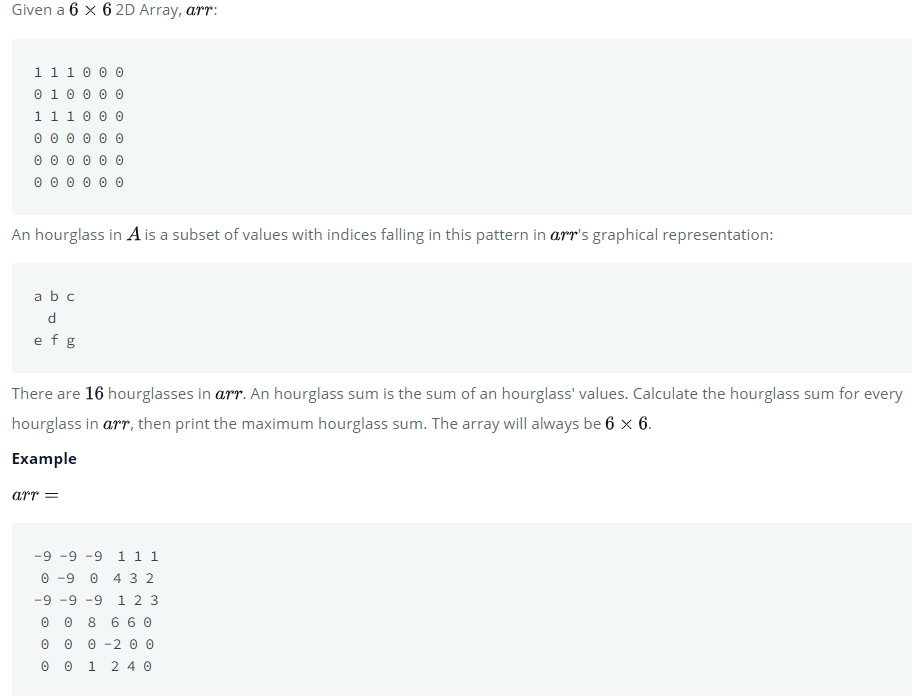 Given a 6 × 6 2D Array, arr:
1 1 1 0 0 0
0 1 0 0 0 0
1 1 1 0 0 0
0 0 0 0 0 0
0 0 0 0 0 0
0 0 0 0 0 0
An hourglass in A is a subset of values with indices falling in this pattern in arr's graphical representation:
a b c
  d
e f g
There are 16 hourglasses in arr. An hourglass sum is the sum of an hourglass' values. Calculate the hourglass sum for every
hourglass in arr, then print the maximum hourglass sum. The array will always be 6 × 6.
Example
arr =
-9 -9 -9  1 1 1
 0 -9  0  4 3 2
-9 -9 -9  1 2 3
 0  0  8  6 6 0
 0  0  0 -2 0 0
 0  0  1  2 4 0